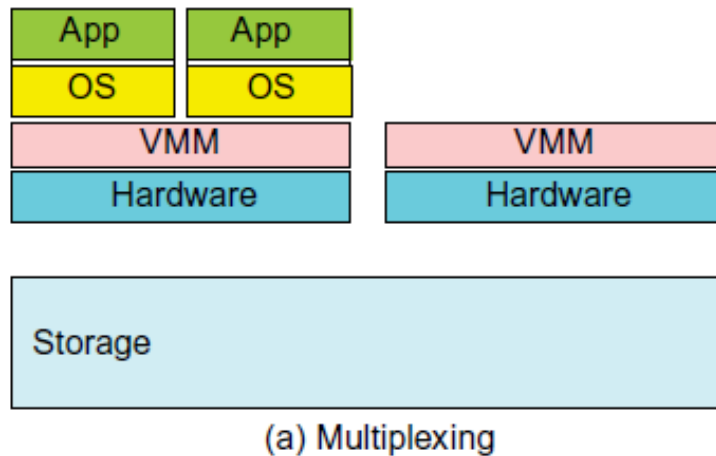 App App
OS OS
VMM VMM
Hardware Hardware
Storage
(a) Multiplexing